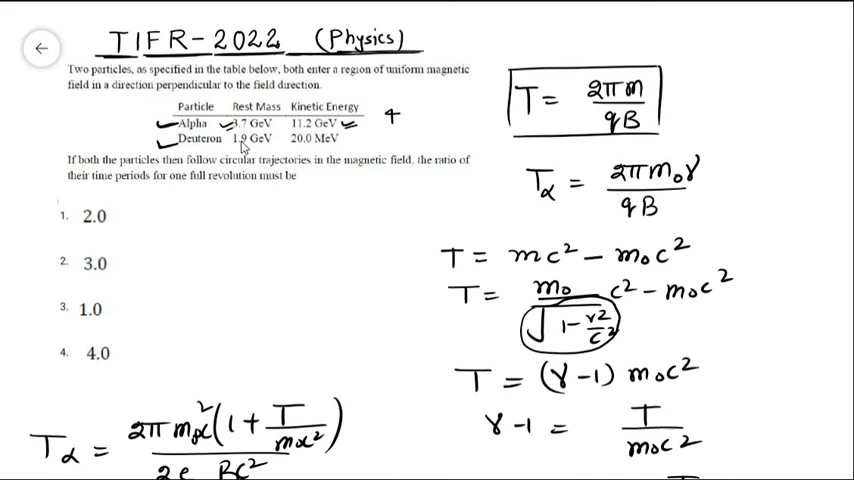 TIFR-2022 (Physics)
Two particles, as specified in the table below, both enter a region of uniform magnetic
field in a direction perpendicular to the field direction.
Particle Rest Mass Kinetic Energy
Alpha 3.7 GeV 11.2 GeV 4
Deuteron 1.9 GeV 20.0 MeV
If both the particles then follow circular trajectories in the magnetic field, the ratio of
their time periods for one full revolution must be
1. 2.0
2. 3.0
3. 1.0
4. 4.0
T = 2πm / qB
Tα = 2πm₀γ / qB
T = mc² − m₀c²
T = m₀ / √(1 − v²/c²) c² − m₀c²
T = (γ −1) m₀c²
γ −1 = T / m₀c²